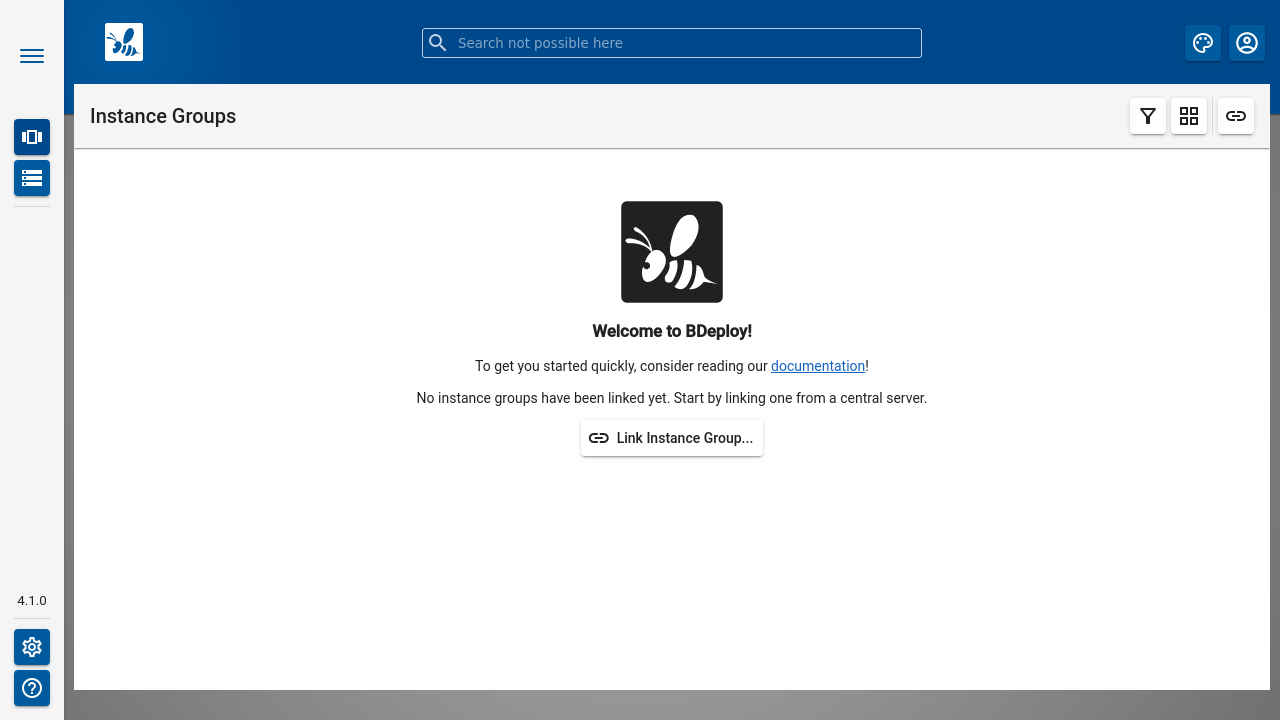 Search not possible here
Instance Groups
Welcome to BDeploy!
To get you started quickly, consider reading our documentation!
No instance groups have been linked yet. Start by linking one from a central server.
Link Instance Group...
4.1.0